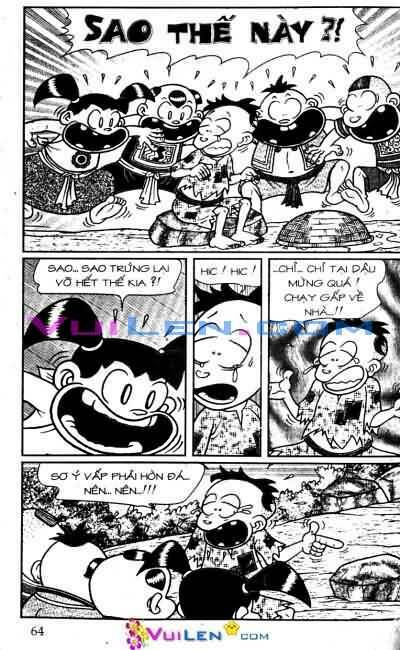 SAO THẾ NÀY ?!
SAO... SAO TRỨNG LẠI
VỠ HẾT THẾ KIA ?!
HIC ! HIC !
...CHỈ... CHỈ TẠI DẬU
MỪNG QUÁ !
CHẠY GẤP VỀ
NHÀ...!!
VuiLen.com
SƠ Ý VẤP PHẢI HÒN ĐÁ...
NÊN... NÊN...!!!
64
VuiLen.com